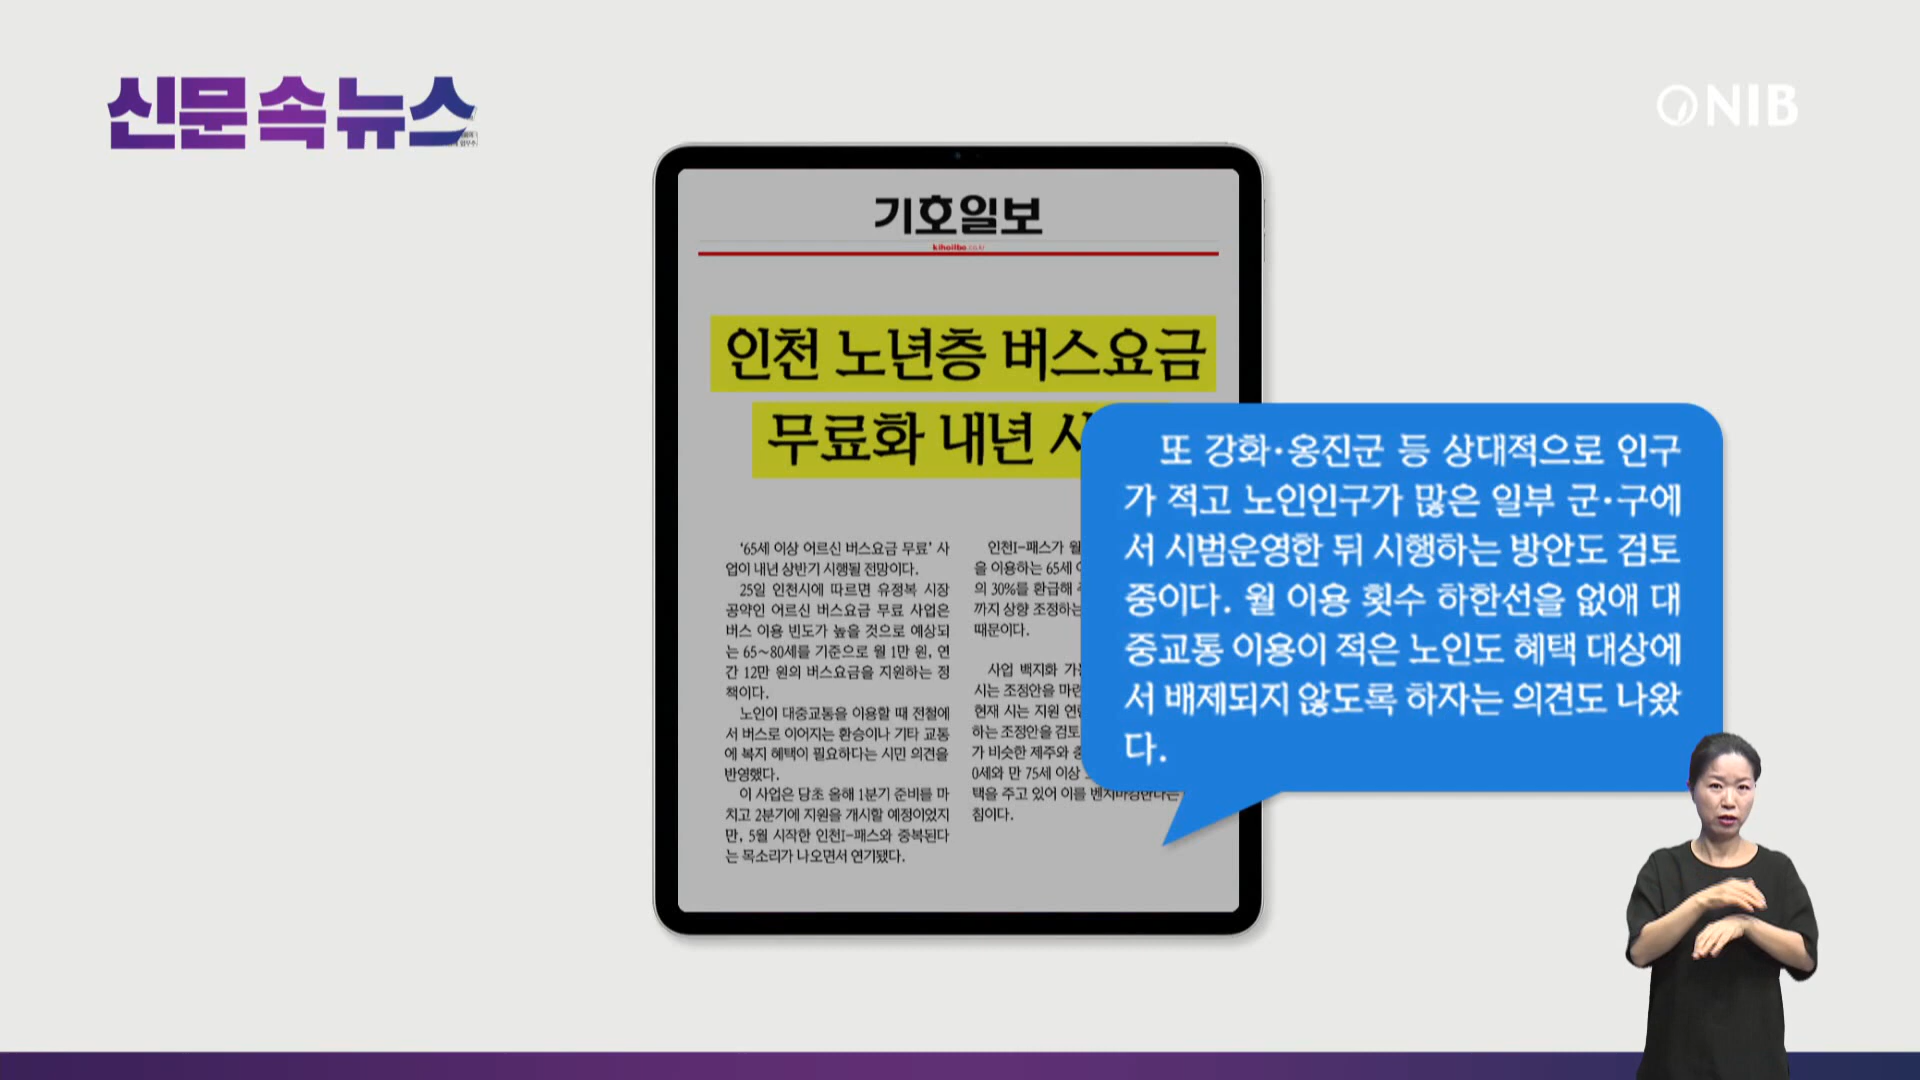 신문 속 뉴스
NIB
기호일보
kihoilbo.co.kr
인천 노년층 버스요금
무료화 내년
'65세 이상 어르신 버스요금 무료' 사
업이 내년 상반기 시행될 전망이다.
25일 인천시에 따르면 유정복 시장
공약인 어르신 버스요금 무료 사업은
버스 이용 빈도가 높을 것으로 예상되
는 65~80세를 기준으로 월 1만 원, 연
간 12만 원의 버스요금을 지원하는 정
책이다.
노인이 대중교통을 이용할 때 전철에
서 버스로 이어지는 환승이나 기타 교통
에 복지 혜택이 필요하다는 시민 의견을
반영했다.
이 사업은 당초 올해 1분기 준비를 마
치고 2분기에 지원을 개시할 예정이었지
만, 5월 시작한 인천I-패스와 중복된다
는 목소리가 나오면서 연기됐다.
인천I-패스가 월
을 이용하는 65세
의 30%를 환급해
까지 상향 조정하는
때문이다.
사업 백지화
시는 조정안을
현재 시는 지원
하는 조정안을 검토
가 비슷한 제주와
0세와 만 75세 이상
택을 주고 있어 이를 벤치마킹한다는
침이다.
또 강화·옹진군 등 상대적으로 인구
가 적고 노인인구가 많은 일부 군·구에
서 시범운영한 뒤 시행하는 방안도 검토
중이다. 월 이용 횟수 하한선을 없애 대
중교통 이용이 적은 노인도 혜택 대상에
서 배제되지 않도록 하자는 의견도 나왔
다.